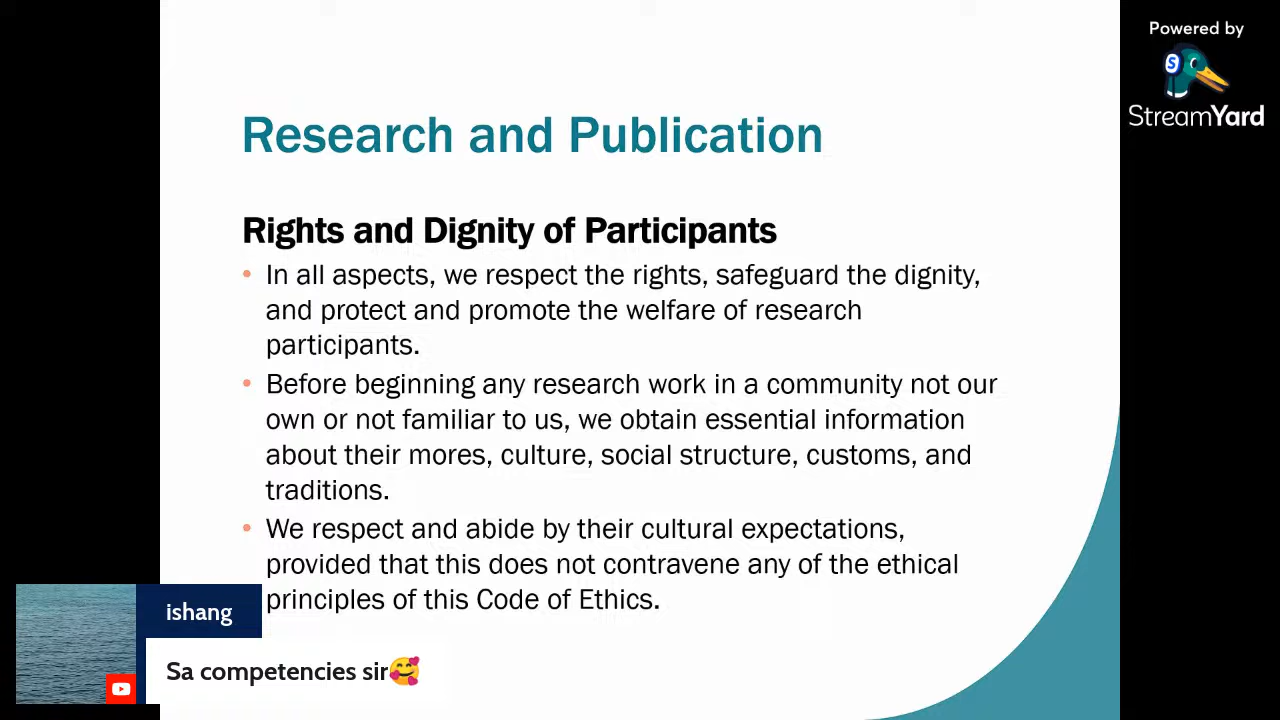 Powered by
StreamYard
Research and Publication
Rights and Dignity of Participants
• In all aspects, we respect the rights, safeguard the dignity,
and protect and promote the welfare of research
participants.
• Before beginning any research work in a community not our
own or not familiar to us, we obtain essential information
about their mores, culture, social structure, customs, and
traditions.
• We respect and abide by their cultural expectations,
provided that this does not contravene any of the ethical
principles of this Code of Ethics.
ishang
Sa competencies sir🥰